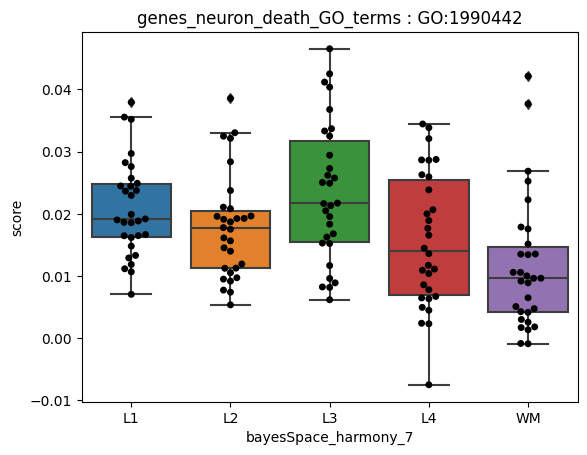 genes_neuron_death_GO_terms : GO:1990442
0.04
0.03
0.02
0.01
0.00
−0.01
score
L1 L2 L3 L4 WM
bayesSpace_harmony_7